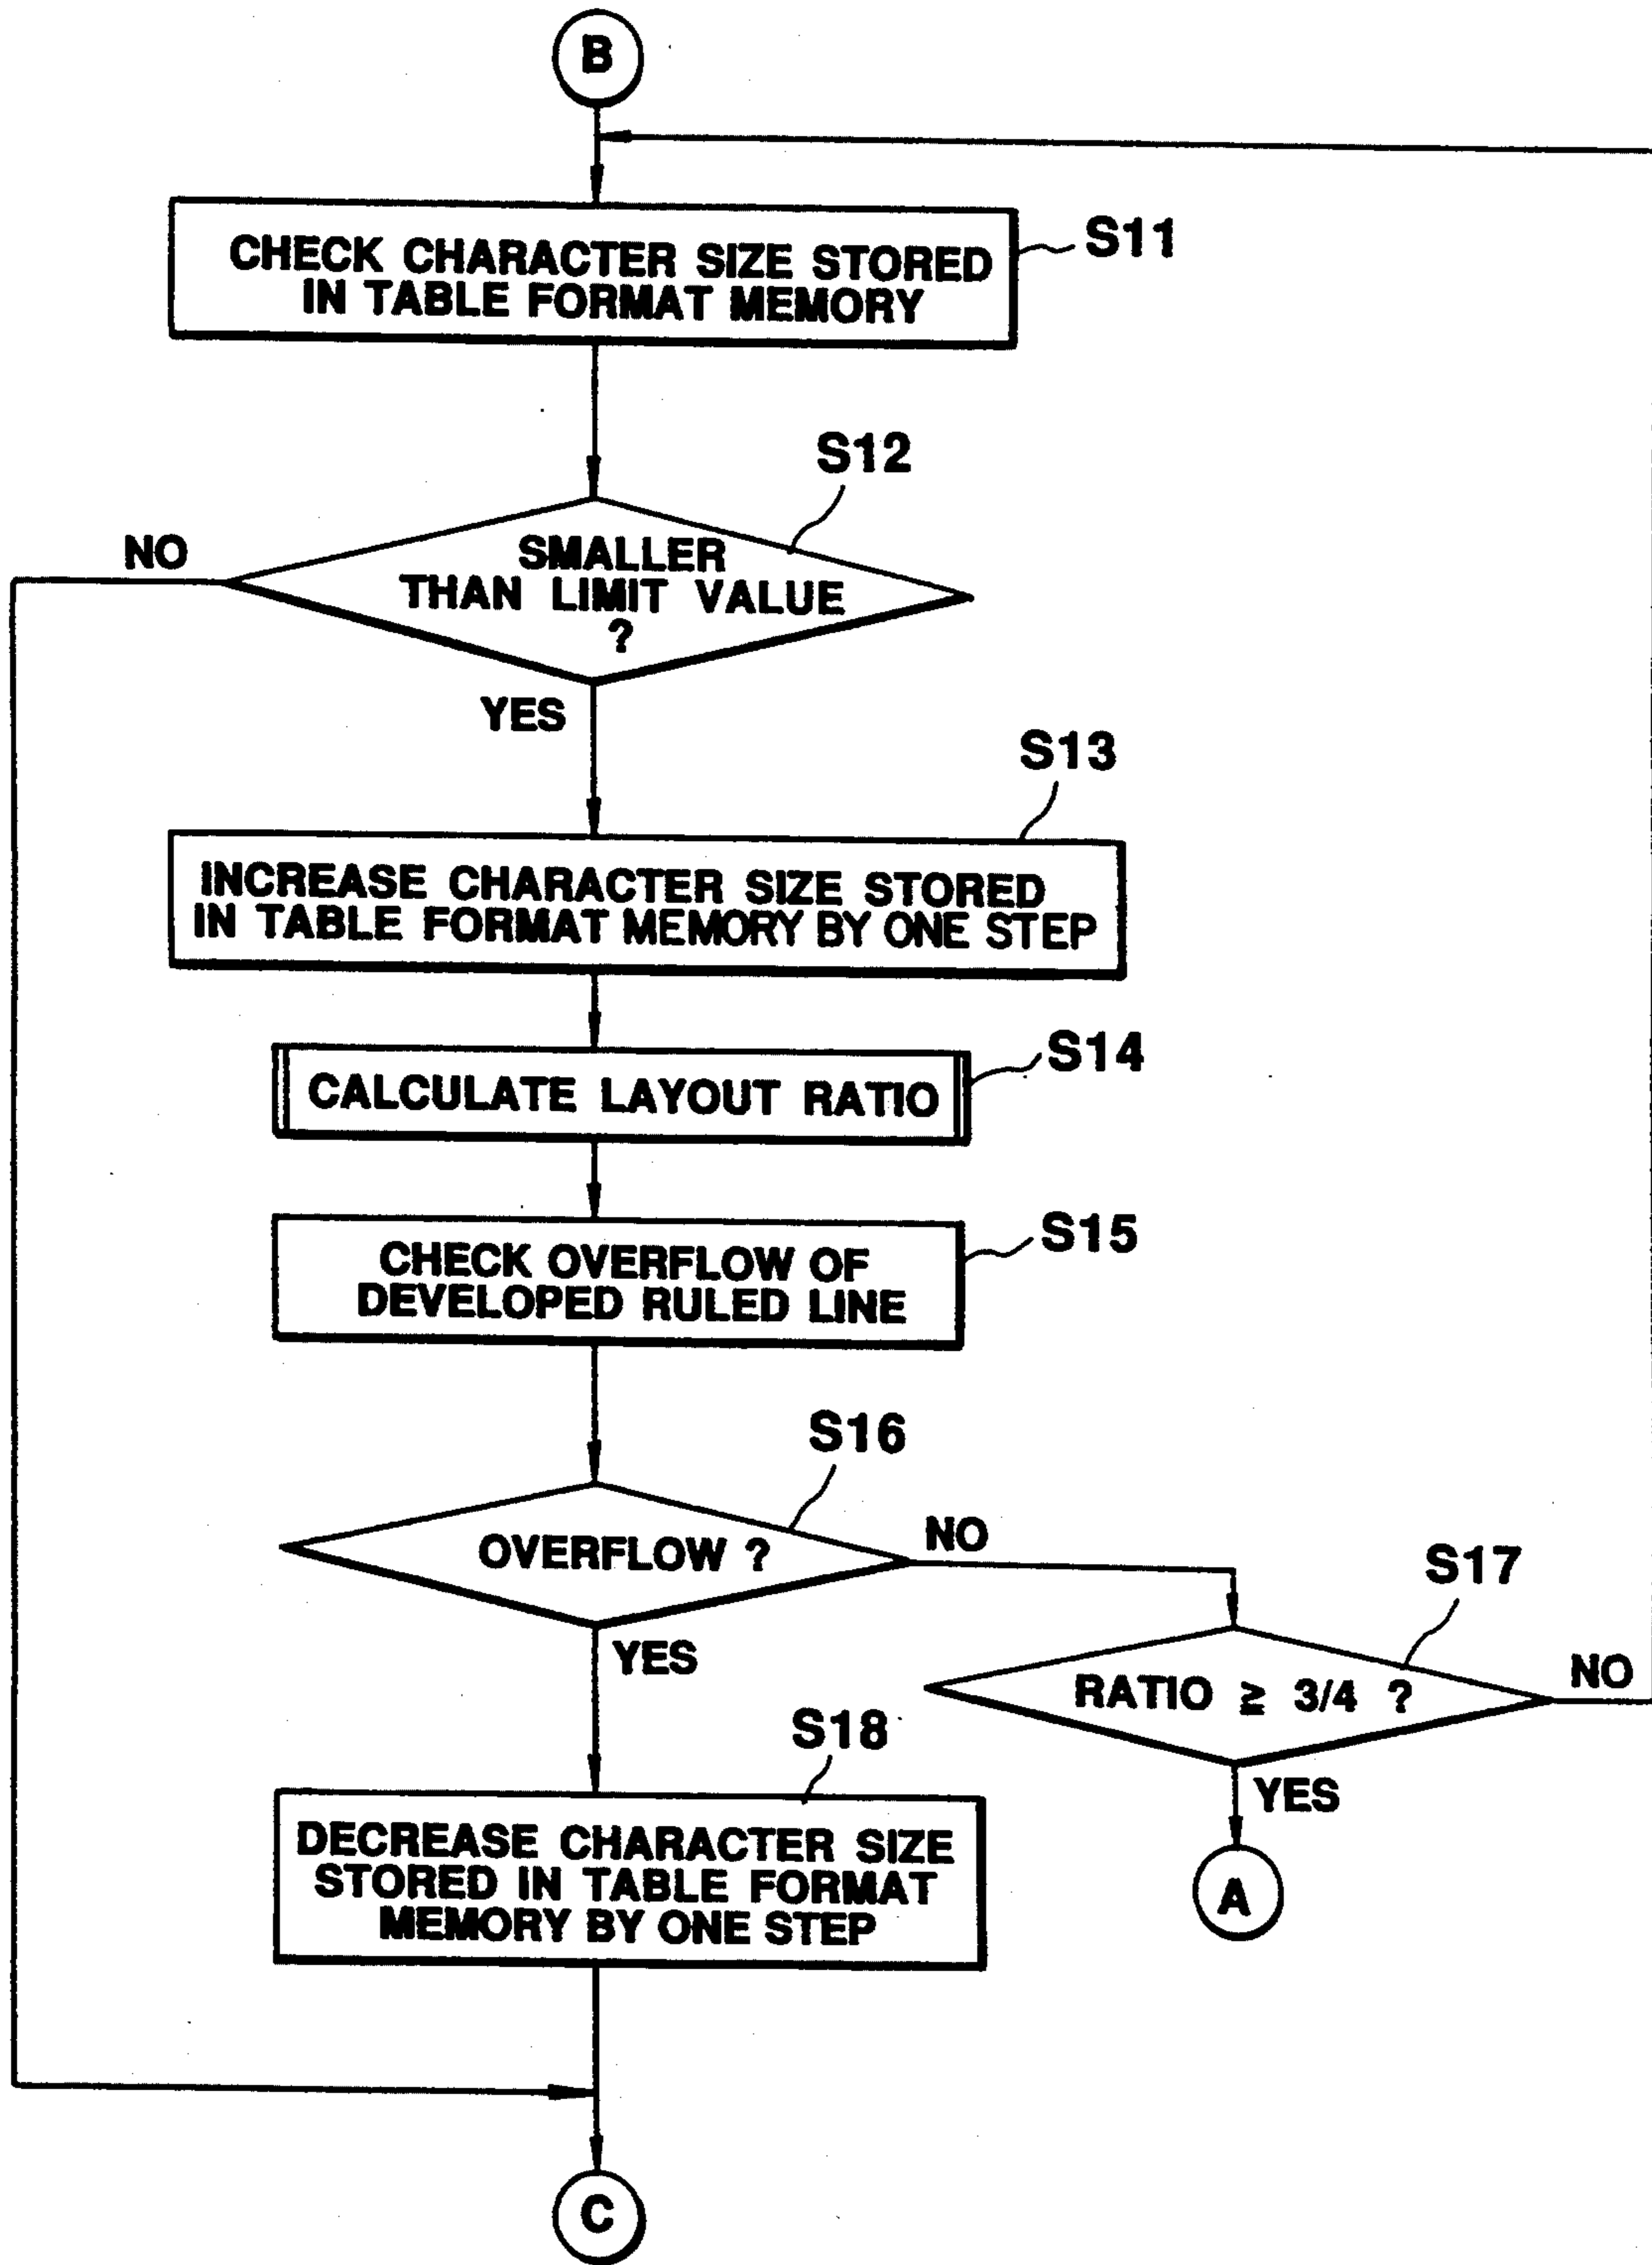 B
CHECK CHARACTER SIZE STORED
IN TABLE FORMAT MEMORY
S11
S12
NO
SMALLER
THAN LIMIT VALUE
?
YES
S13
INCREASE CHARACTER SIZE STORED
IN TABLE FORMAT MEMORY BY ONE STEP
CALCULATE LAYOUT RATIO
S14
CHECK OVERFLOW OF
DEVELOPED RULED LINE
S15
S16
OVERFLOW ?
NO
YES
S17
RATIO ≧ 3/4 ?
NO
YES
A
S18
DECREASE CHARACTER SIZE
STORED IN TABLE FORMAT
MEMORY BY ONE STEP
C